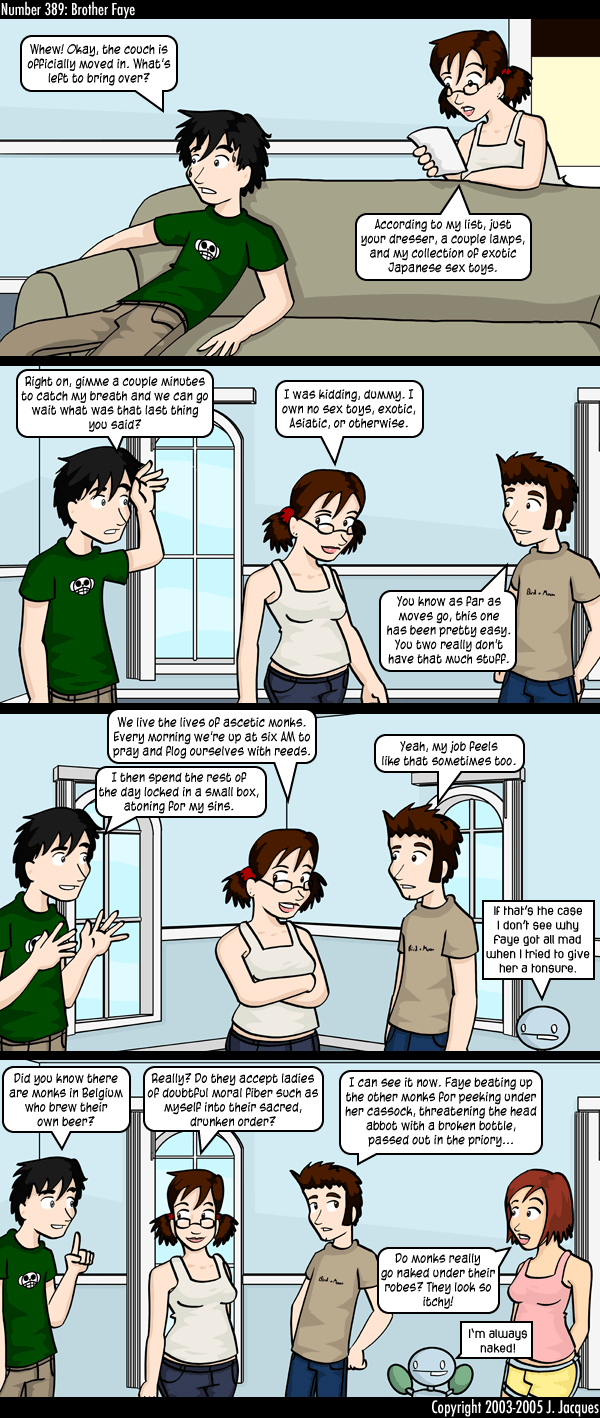 Number 389: Brother Faye
Whew! Okay, the couch is
officially moved in. What's
left to bring over?
According to my list, just
your dresser, a couple lamps,
and my collection of exotic
Japanese sex toys.
Right on, gimme a couple minutes
to catch my breath and we can go
wait what was that last thing
you said?
I was kidding, dummy. I
own no sex toys, exotic,
Asiatic, or otherwise.
You know as far as
moves go, this one
has been pretty easy.
You two really don't
have that much stuff.
Bird + Moon
We live the lives of ascetic monks.
Every morning we're up at six AM to
pray and flog ourselves with reeds.
I then spend the rest of
the day locked in a small box,
atoning for my sins.
Yeah, my job feels
like that sometimes too.
Bird + Moon
If that's the case
I don't see why
Faye got all mad
when I tried to give
her a tonsure.
Did you know there
are monks in Belgium
who brew their
own beer?
Really? Do they accept ladies
of doubtful moral fiber such as
myself into their sacred,
drunken order?
I can see it now. Faye beating up
the other monks for peeking under
her cassock, threatening the head
abbot with a broken bottle,
passed out in the priory...
Bird + Moon
Do monks really
go naked under their
robes? They look so
itchy!
I'm always
naked!
Copyright 2003-2005 J. Jacques